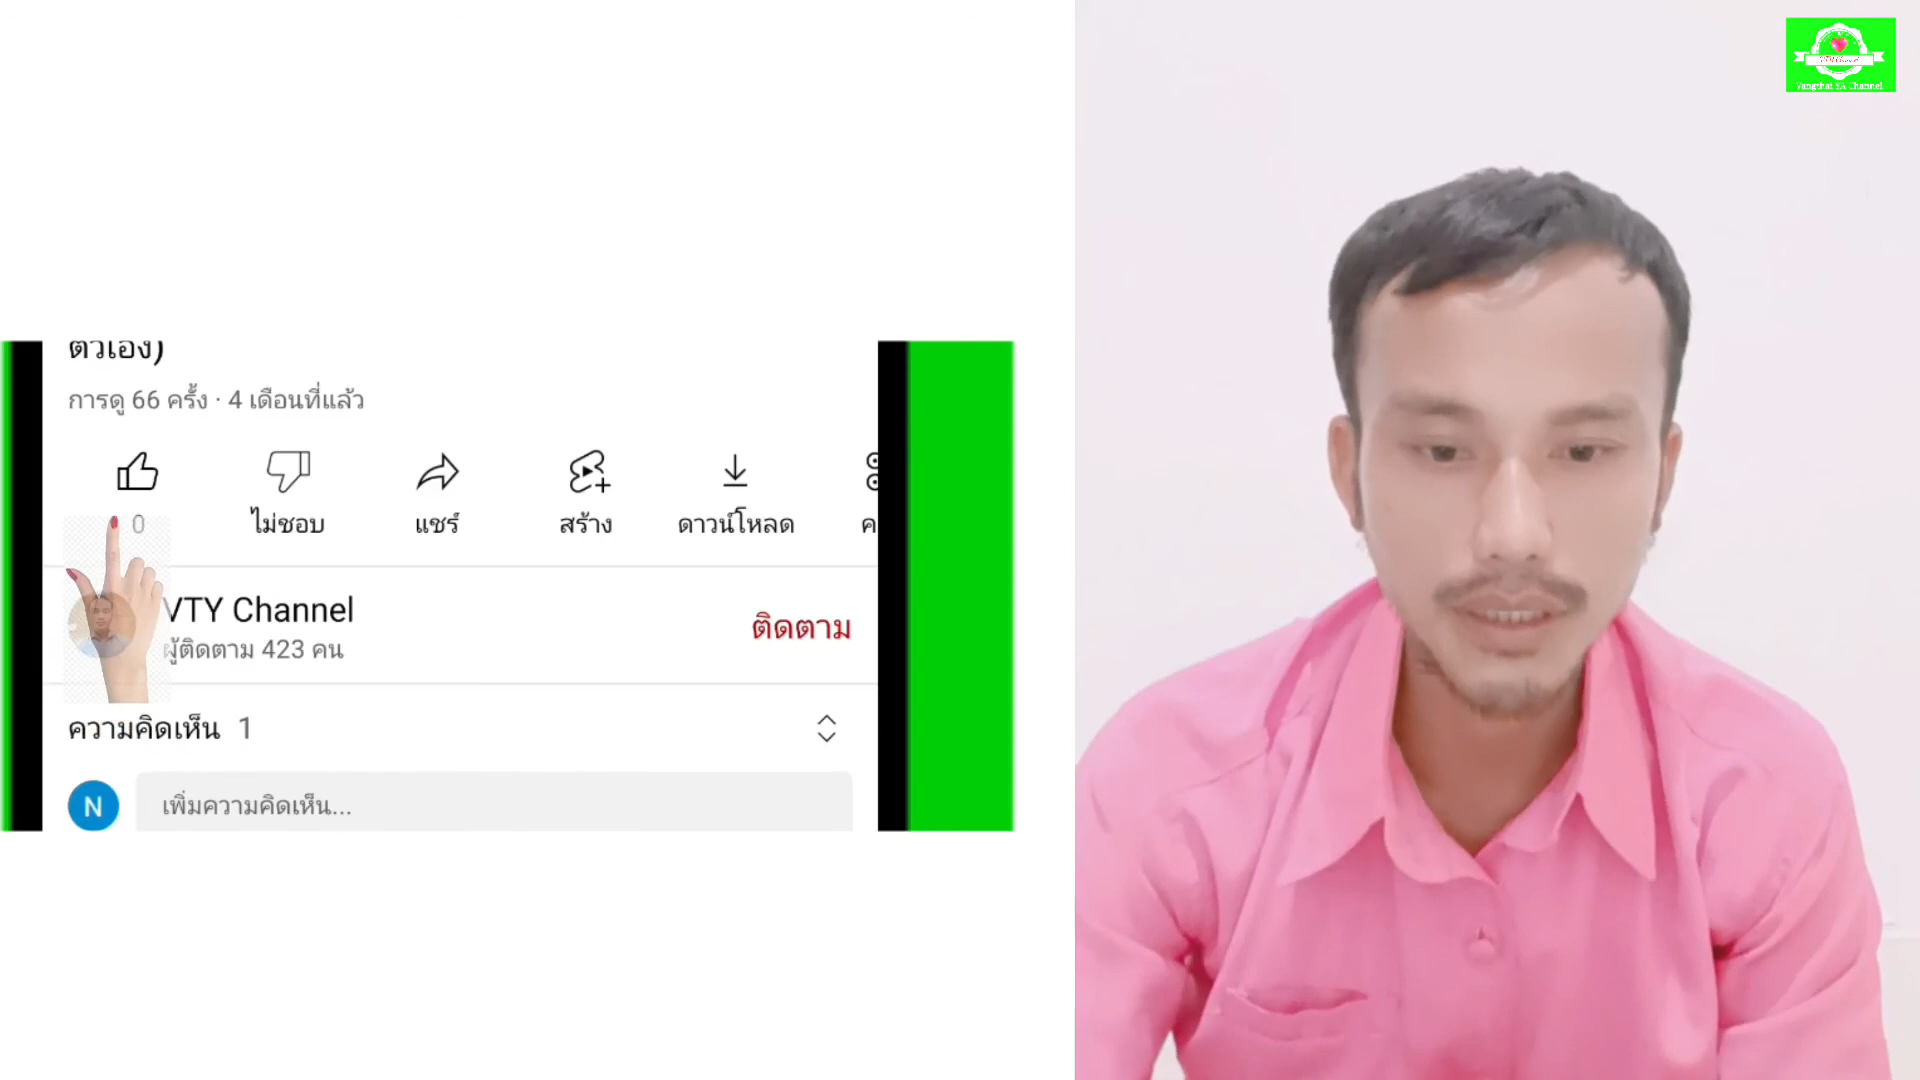 ตัวเอง)
การดู 66 ครั้ง · 4 เดือนที่แล้ว
0
ไม่ชอบ
แชร์
สร้าง
ดาวน์โหลด
VTY Channel
ผู้ติดตาม 423 คน
ติดตาม
ความคิดเห็น 1
N
เพิ่มความคิดเห็น...
Yangthai YA Channel